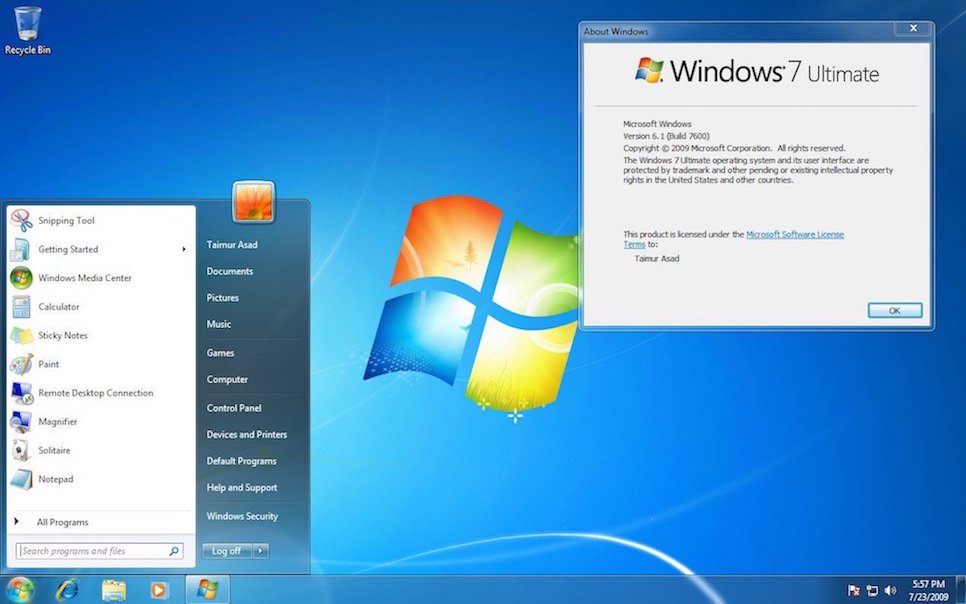 Recycle Bin
About Windows
Windows 7 Ultimate
Microsoft Windows
Version 6.1 (Build 7600)
Copyright © 2009 Microsoft Corporation. All rights reserved.
The Windows 7 Ultimate operating system and its user interface are
protected by trademark and other pending or existing intellectual property
rights in the United States and other countries.
This product is licensed under the Microsoft Software License
Terms to:
Taimur Asad
OK
Snipping Tool
Getting Started
Windows Media Center
Calculator
Sticky Notes
Paint
Remote Desktop Connection
Magnifier
Solitaire
Notepad
All Programs
Search programs and files
Taimur Asad
Documents
Pictures
Music
Games
Computer
Control Panel
Devices and Printers
Default Programs
Help and Support
Windows Security
Log off
5:57 PM
7/23/2009